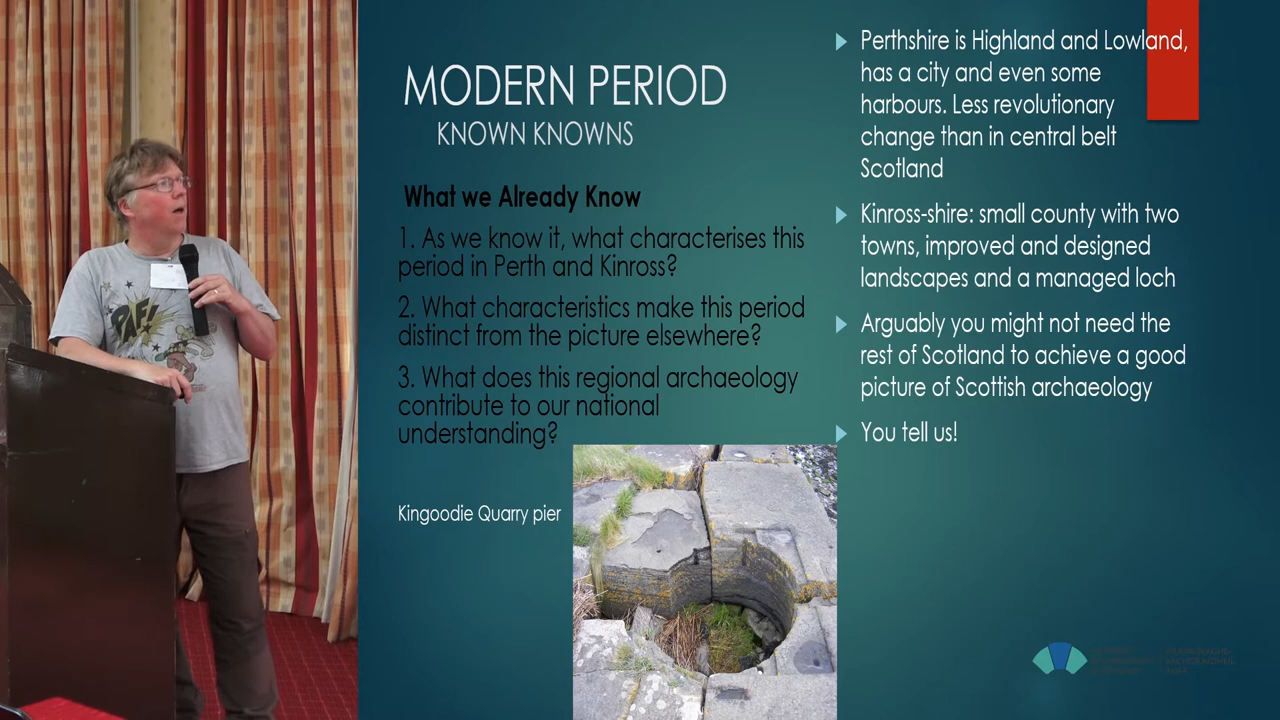 MODERN PERIOD
KNOWN KNOWNS
What we Already Know
1. As we know it, what characterises this
period in Perth and Kinross?
2. What characteristics make this period
distinct from the picture elsewhere?
3. What does this regional archaeology
contribute to our national
understanding?
Kingoodie Quarry pier
Perthshire is Highland and Lowland,
has a city and even some
harbours. Less revolutionary
change than in central belt
Scotland
Kinross-shire: small county with two
towns, improved and designed
landscapes and a managed loch
Arguably you might not need the
rest of Scotland to achieve a good
picture of Scottish archaeology
You tell us!
PAF!